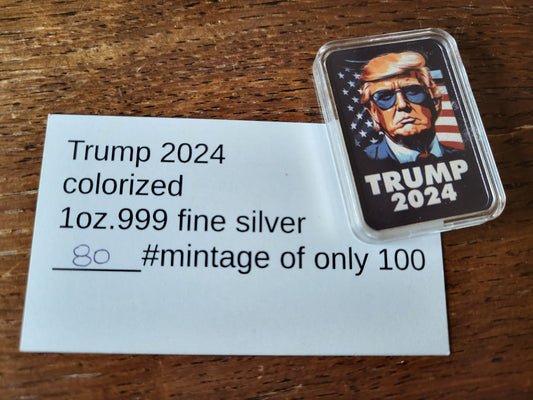 Trump 2024
colorized
1oz.999 fine silver
80 #mintage of only 100
TRUMP
2024